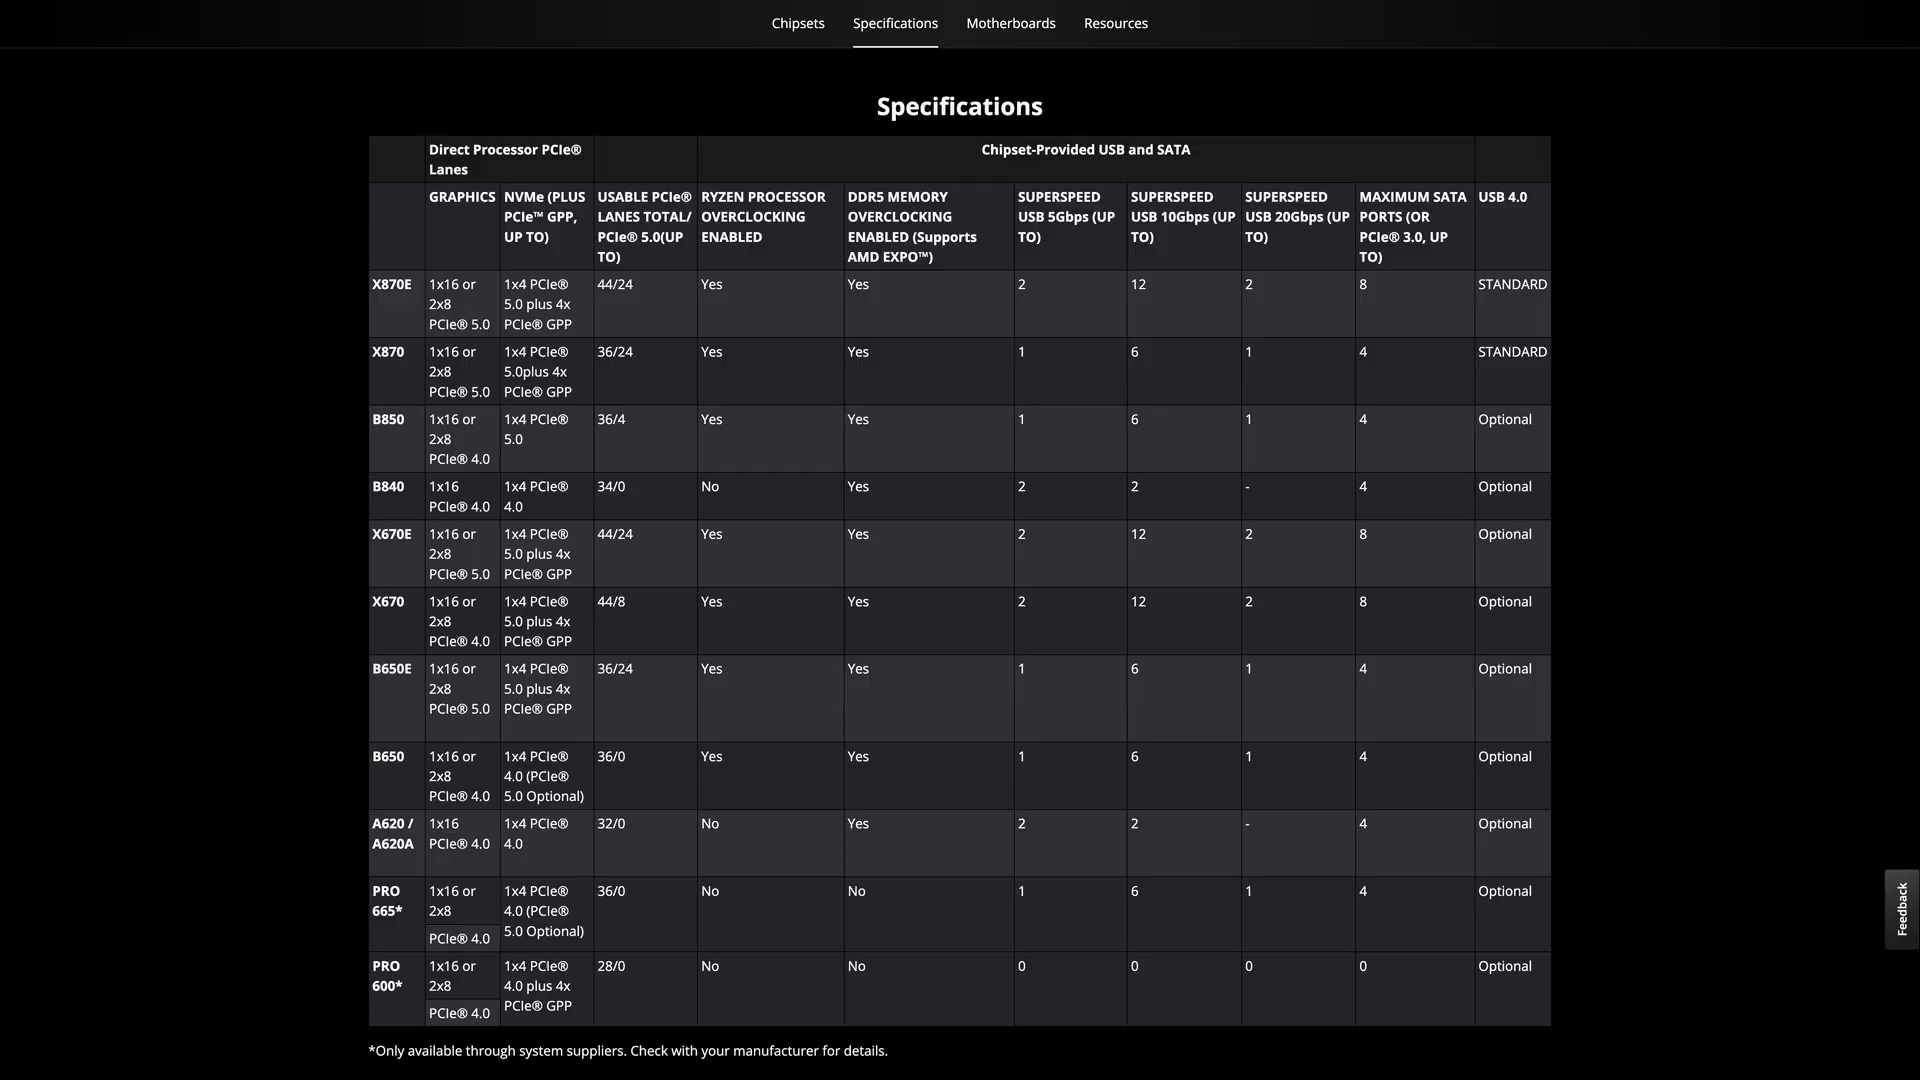 Chipsets Specifications Motherboards Resources
Specifications
Direct Processor PCIe®
Lanes
Chipset-Provided USB and SATA
GRAPHICS
NVMe (PLUS
PCIe™ GPP,
UP TO)
USABLE PCIe®
LANES TOTAL/
PCIe® 5.0(UP
TO)
RYZEN PROCESSOR
OVERCLOCKING
ENABLED
DDR5 MEMORY
OVERCLOCKING
ENABLED (Supports
AMD EXPO™)
SUPERSPEED
USB 5Gbps (UP
TO)
SUPERSPEED
USB 10Gbps (UP
TO)
SUPERSPEED
USB 20Gbps (UP
TO)
MAXIMUM SATA
PORTS (OR
PCIe® 3.0, UP
TO)
USB 4.0
X870E
1x16 or
2x8
PCIe® 5.0
1x4 PCIe®
5.0 plus 4x
PCIe® GPP
44/24
Yes
Yes
2
12
2
8
STANDARD
X870
1x16 or
2x8
PCIe® 5.0
1x4 PCIe®
5.0plus 4x
PCIe® GPP
36/24
Yes
Yes
1
6
1
4
STANDARD
B850
1x16 or
2x8
PCIe® 4.0
1x4 PCIe®
5.0
36/4
Yes
Yes
1
6
1
4
Optional
B840
1x16
PCIe® 4.0
1x4 PCIe®
4.0
34/0
No
Yes
2
2
-
4
Optional
X670E
1x16 or
2x8
PCIe® 5.0
1x4 PCIe®
5.0 plus 4x
PCIe® GPP
44/24
Yes
Yes
2
12
2
8
Optional
X670
1x16 or
2x8
PCIe® 4.0
1x4 PCIe®
5.0 plus 4x
PCIe® GPP
44/8
Yes
Yes
2
12
2
8
Optional
B650E
1x16 or
2x8
PCIe® 5.0
1x4 PCIe®
5.0 plus 4x
PCIe® GPP
36/24
Yes
Yes
1
6
1
4
Optional
B650
1x16 or
2x8
PCIe® 4.0
1x4 PCIe®
4.0 (PCIe®
5.0 Optional)
36/0
Yes
Yes
1
6
1
4
Optional
A620 /
A620A
1x16
PCIe® 4.0
1x4 PCIe®
4.0
32/0
No
Yes
2
2
-
4
Optional
PRO
665*
1x16 or
2x8
PCIe® 4.0
1x4 PCIe®
4.0 (PCIe®
5.0 Optional)
36/0
No
No
1
6
1
4
Optional
PRO
600*
1x16 or
2x8
PCIe® 4.0
1x4 PCIe®
4.0 plus 4x
PCIe® GPP
28/0
No
No
0
0
0
0
Optional
*Only available through system suppliers. Check with your manufacturer for details.
Feedback